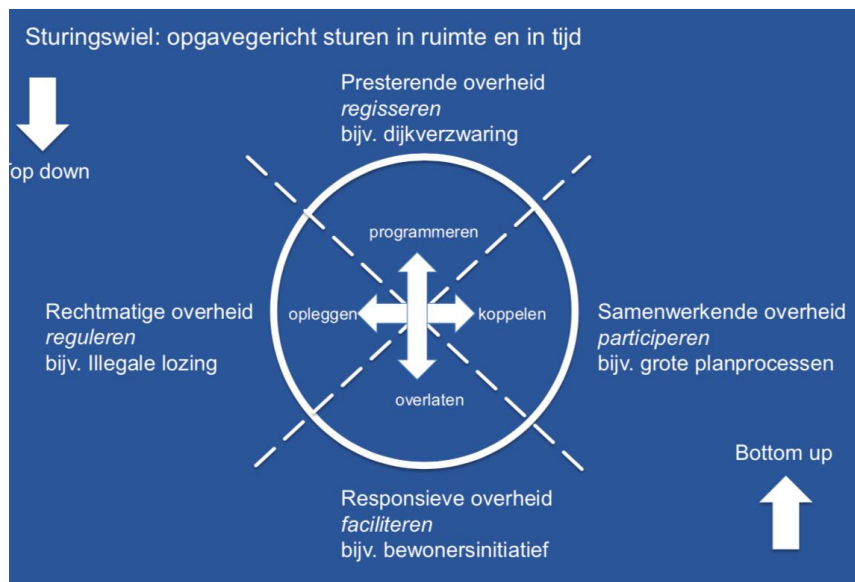 Sturingswiel: opgavegericht sturen in ruimte en in tijd
Presterende overheid
regisseren
bijv. dijkverzwaring
Top down
programmeren
Rechtmatige overheid
reguleren
bijv. Illegale lozing
opleggen
koppelen
Samenwerkende overheid
participeren
bijv. grote planprocessen
overlaten
Bottom up
Responsieve overheid
faciliteren
bijv. bewonersinitiatief